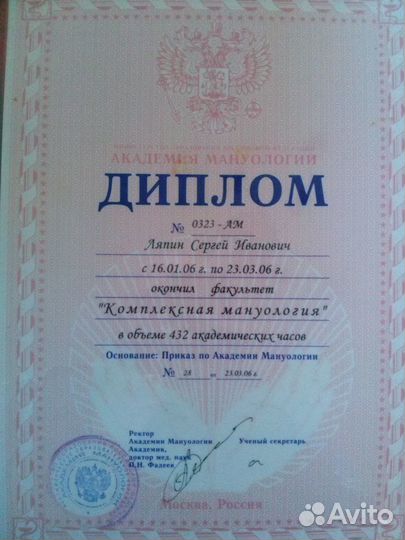 АКАДЕМИЯ МАНУОЛОГИИ
ДИПЛОМ
№ 0323 - АМ
Ляпин Сергей Иванович
с 16.01.06 г. по 23.03.06 г.
окончил факультет
"Комплексная мануология"
в объеме 432 академических часов
Основание: Приказ по Академии Мануологии
№ 28 от 23.03.06 г.
Ректор
Академии Мануологии Ученый секретарь
Академик,
доктор мед. наук
П.Н. Фадеев
Москва, Россия
Avito